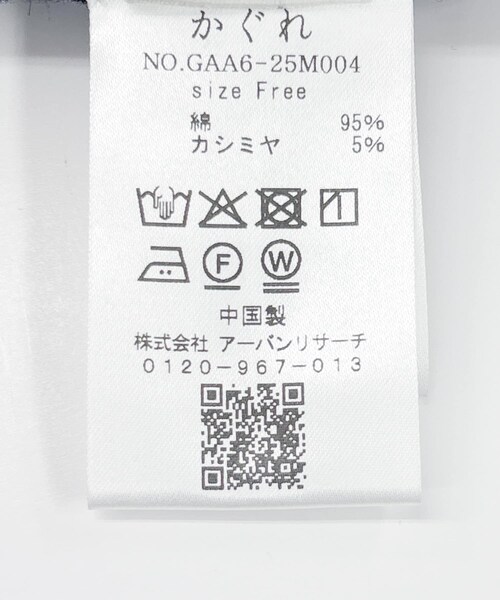 かぐれ
NO.GAA6-25M004
size Free
綿 95%
カシミヤ 5%
F W
中国製
株式会社 アーバンリサーチ
0120-967-013